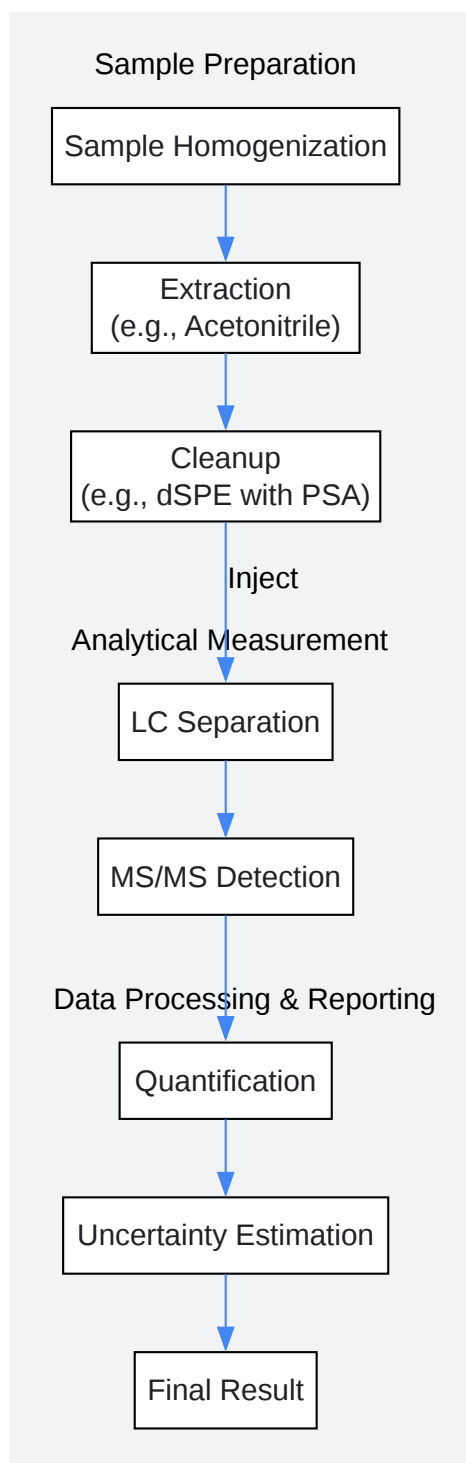 Sample Preparation
Sample Homogenization
Extraction
(e.g., Acetonitrile)
Cleanup
(e.g., dSPE with PSA)
Inject
Analytical Measurement
LC Separation
MS/MS Detection
Data Processing & Reporting
Quantification
Uncertainty Estimation
Final Result